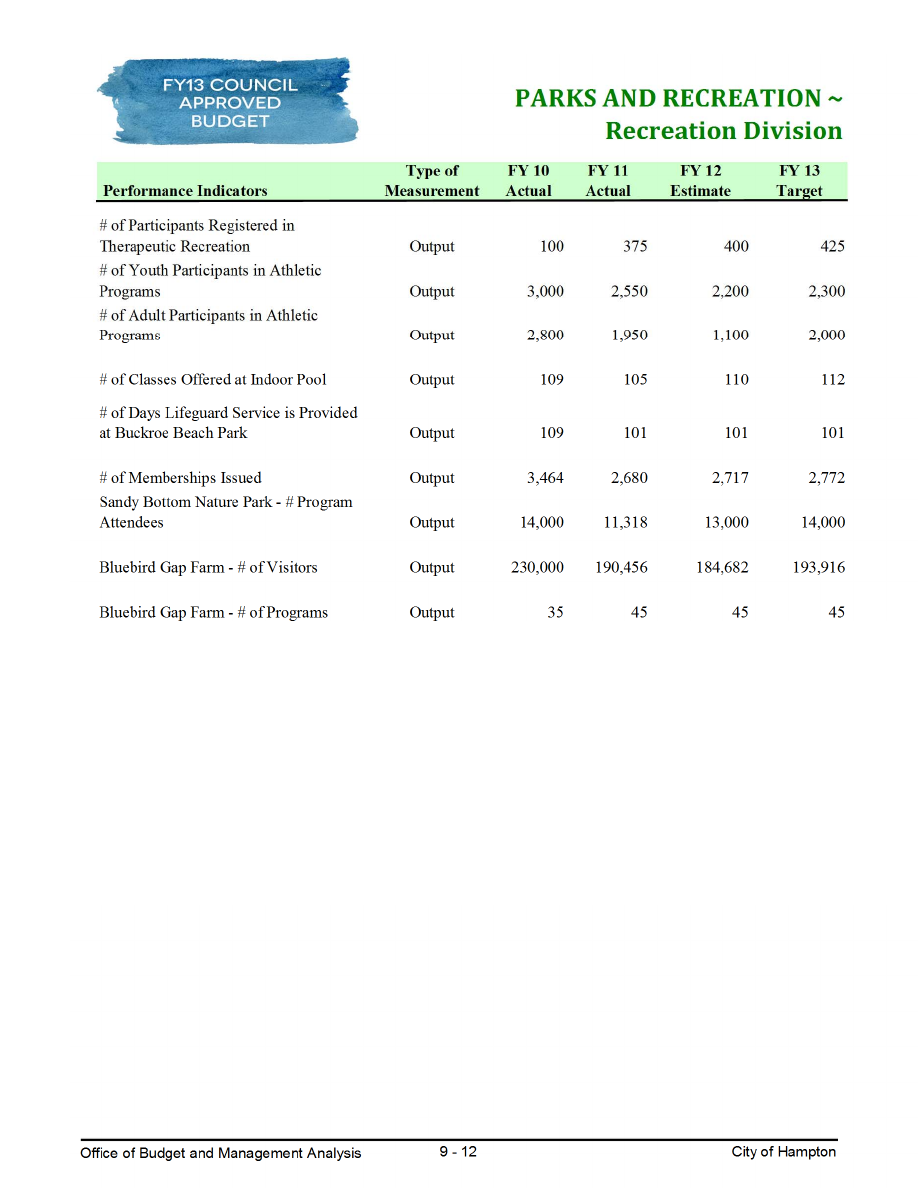 FY13 COUNCIL
APPROVED
BUDGET
PARKS AND RECREATION ~
Recreation Division
Type of FY 10 FY 11 FY 12 FY 13
Performance Indicators Measurement Actual Actual Estimate Target
# of Participants Registered in
Therapeutic Recreation Output 100 375 400 425
# of Youth Participants in Athletic
Programs Output 3,000 2,550 2,200 2,300
# of Adult Participants in Athletic
Programs Output 2,800 1,950 1,100 2,000
# of Classes Offered at Indoor Pool Output 109 105 110 112
# of Days Lifeguard Service is Provided
at Buckroe Beach Park Output 109 101 101 101
# of Memberships Issued Output 3,464 2,680 2,717 2,772
Sandy Bottom Nature Park - # Program
Attendees Output 14,000 11,318 13,000 14,000
Bluebird Gap Farm - # of Visitors Output 230,000 190,456 184,682 193,916
Bluebird Gap Farm - # of Programs Output 35 45 45 45
Office of Budget and Management Analysis 9 - 12 City of Hampton